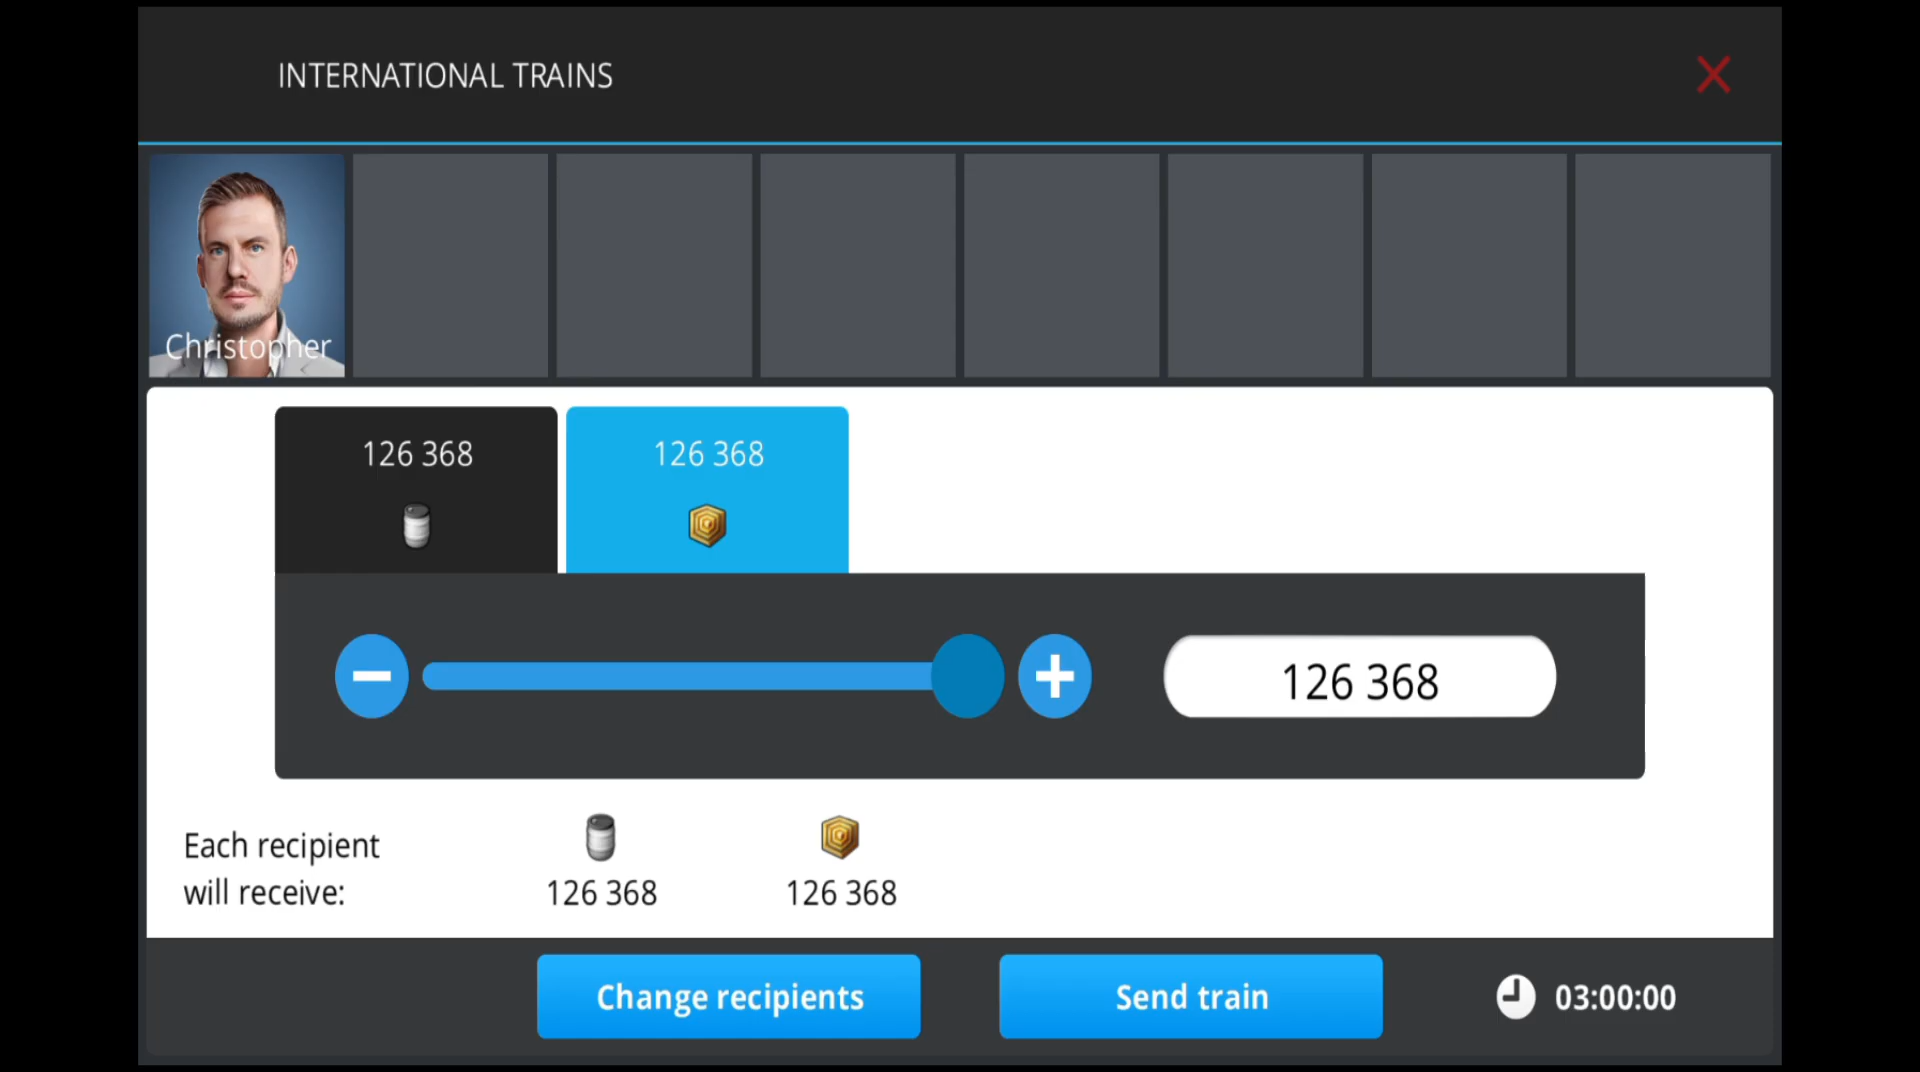 INTERNATIONAL TRAINS
Christopher
126 368
126 368
126 368
Each recipient
will receive:
126 368
126 368
Change recipients
Send train
03:00:00